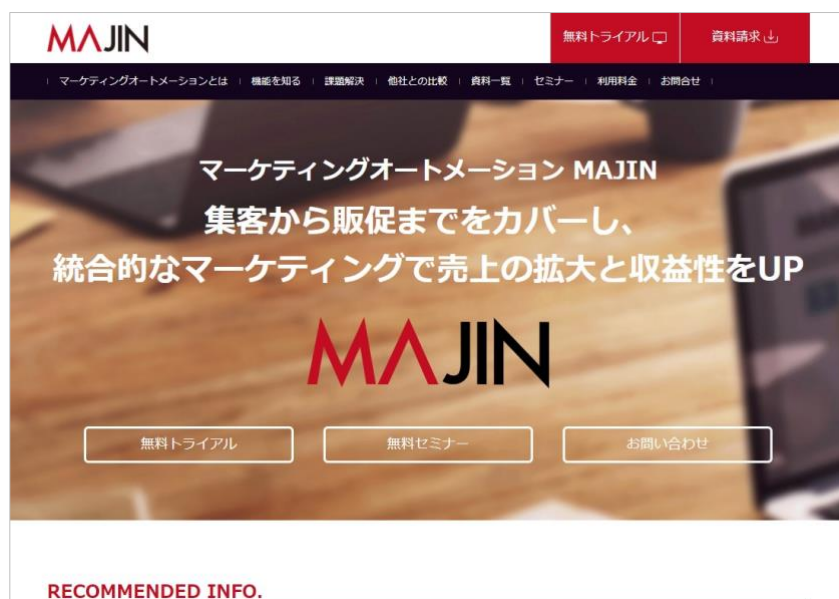 MAJIN
無料トライアル
資料請求
マーケティングオートメーションとは | 機能を知る | 課題解決 | 他社との比較 | 資料一覧 | セミナー | 利用料金 | お問合せ
マーケティングオートメーション MAJIN
集客から販促までをカバーし、
統合的なマーケティングで売上の拡大と収益性をUP
MAJIN
無料トライアル
無料セミナー
お問い合わせ
RECOMMENDED INFO.